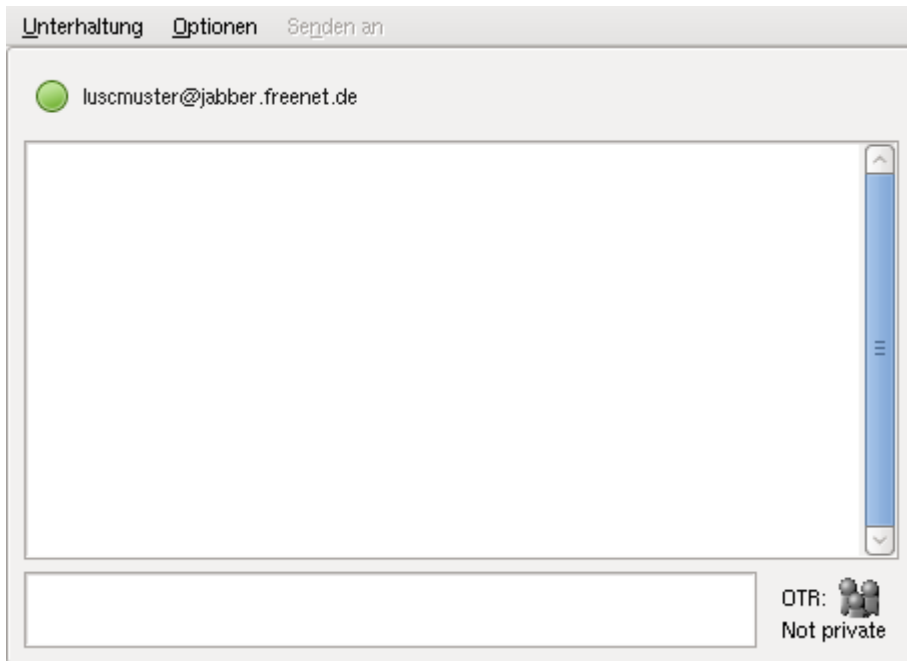 Unterhaltung Optionen Senden an
luscmuster@jabber.freenet.de
OTR:
Not private